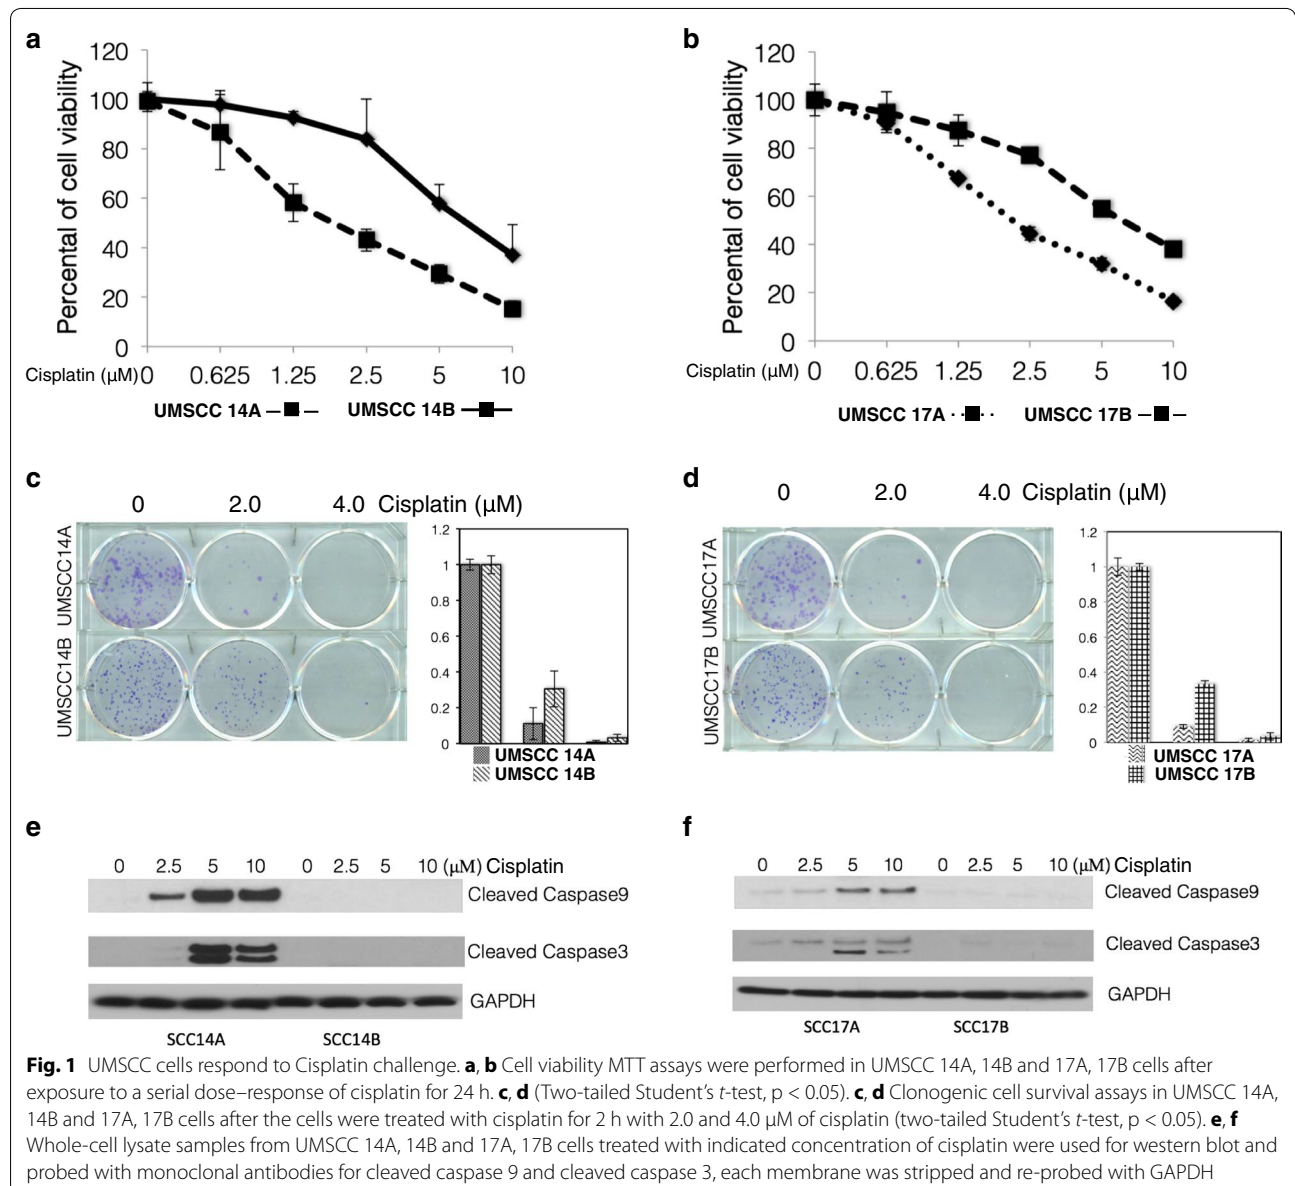 a
120
100
80
60
40
20
0
Percental of cell viability
Cisplatin (µM) 0 0.625 1.25 2.5 5 10
UMSCC 14A UMSCC 14B
b
120
100
80
60
40
20
0
Percental of cell viability
Cisplatin (µM) 0 0.625 1.25 2.5 5 10
UMSCC 17A UMSCC 17B
c
0 2.0 4.0 Cisplatin (µM)
UMSCC14A
UMSCC14B
1.2
1
0.8
0.6
0.4
0.2
0
UMSCC 14A
UMSCC 14B
d
0 2.0 4.0 Cisplatin (µM)
UMSCC17A
UMSCC17B
1.2
1
0.8
0.6
0.4
0.2
0
UMSCC 17A
UMSCC 17B
e
0 2.5 5 10 0 2.5 5 10 (µM) Cisplatin
Cleaved Caspase9
Cleaved Caspase3
GAPDH
SCC14A SCC14B
f
0 2.5 5 10 0 2.5 5 10 (µM) Cisplatin
Cleaved Caspase9
Cleaved Caspase3
GAPDH
SCC17A SCC17B
Fig. 1 UMSCC cells respond to Cisplatin challenge. a, b Cell viability MTT assays were performed in UMSCC 14A, 14B and 17A, 17B cells after
exposure to a serial dose–response of cisplatin for 24 h. c, d (Two-tailed Student's t-test, p < 0.05). c, d Clonogenic cell survival assays in UMSCC 14A,
14B and 17A, 17B cells after the cells were treated with cisplatin for 2 h with 2.0 and 4.0 µM of cisplatin (two-tailed Student's t-test, p < 0.05). e, f
Whole-cell lysate samples from UMSCC 14A, 14B and 17A, 17B cells treated with indicated concentration of cisplatin were used for western blot and
probed with monoclonal antibodies for cleaved caspase 9 and cleaved caspase 3, each membrane was stripped and re-probed with GAPDH